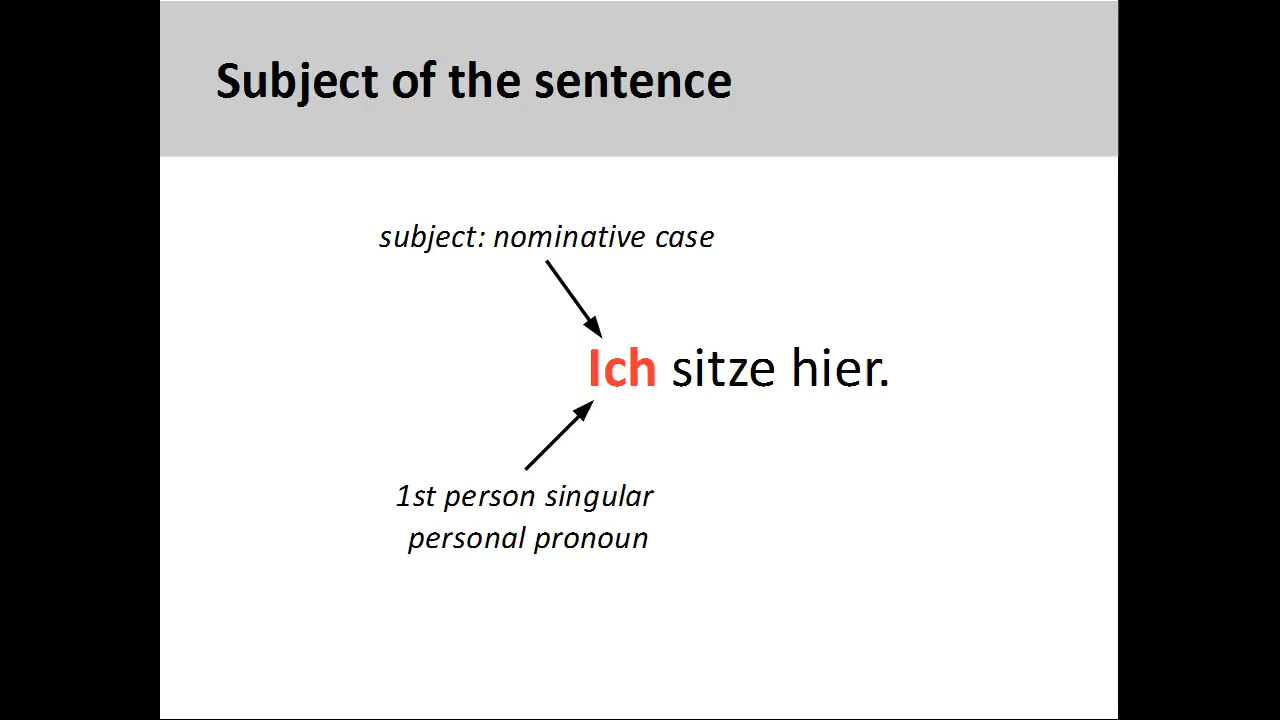 Subject of the sentence
subject: nominative case
Ich sitze hier.
1st person singular
personal pronoun